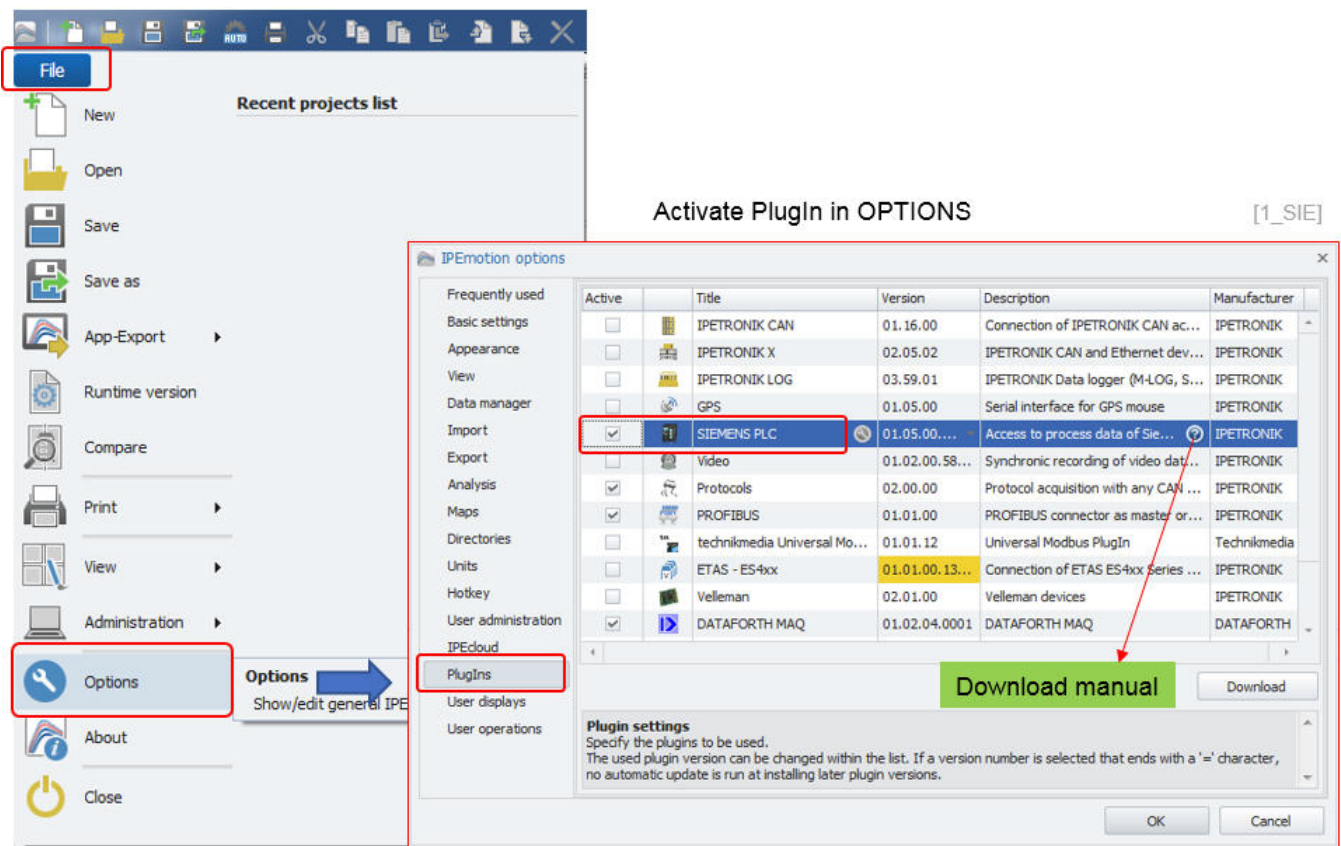 AUTO
File
Recent projects list
New
Open
Save
Save as
App-Export
Runtime version
Compare
Print
View
Administration
Options
About
Close
Options
Show/edit general IPE
Activate PlugIn in OPTIONS
[1_SIE]
IPEmotion options
Frequently used
Basic settings
Appearance
View
Data manager
Import
Export
Analysis
Maps
Directories
Units
Hotkey
User administration
IPEcloud
PlugIns
User displays
User operations
Active Title Version Description Manufacturer
IPETRONIK CAN 01.16.00 Connection of IPETRONIK CAN ac... IPETRONIK
IPETRONIK X 02.05.02 IPETRONIK CAN and Ethernet dev... IPETRONIK
IPETRONIK LOG 03.59.01 IPETRONIK Data logger (M-LOG, S... IPETRONIK
GPS 01.05.00 Serial interface for GPS mouse IPETRONIK
SIEMENS PLC 01.05.00.... Access to process data of Sie... IPETRONIK
Video 01.02.00.58... Synchronic recording of video dat... IPETRONIK
Protocols 02.00.00 Protocol acquisition with any CAN ... IPETRONIK
PROFIBUS 01.01.00 PROFIBUS connector as master or... IPETRONIK
technikmedia Universal Mo... 01.01.12 Universal Modbus PlugIn Technikmedia
ETAS - ES4xx 01.01.00.13... Connection of ETAS ES4xx Series ... IPETRONIK
Velleman 02.01.00 Velleman devices IPETRONIK
DATAFORTH MAQ 01.02.04.0001 DATAFORTH MAQ DATAFORTH
Download manual
Download
Plugin settings
Specify the plugins to be used.
The used plugin version can be changed within the list. If a version number is selected that ends with a '=' character,
no automatic update is run at installing later plugin versions.
OK
Cancel